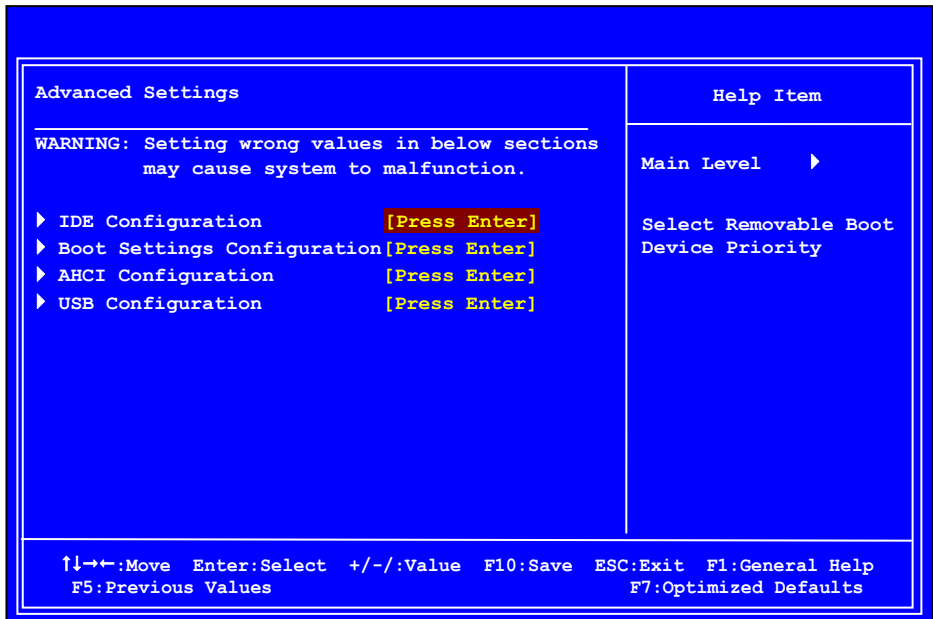 Advanced Settings
Help Item
WARNING: Setting wrong values in below sections
may cause system to malfunction.
Main Level
IDE Configuration [Press Enter]
Boot Settings Configuration[Press Enter]
AHCI Configuration [Press Enter]
USB Configuration [Press Enter]
Select Removable Boot
Device Priority
↑↓→←:Move Enter:Select +/-/:Value F10:Save ESC:Exit F1:General Help
F5:Previous Values F7:Optimized Defaults